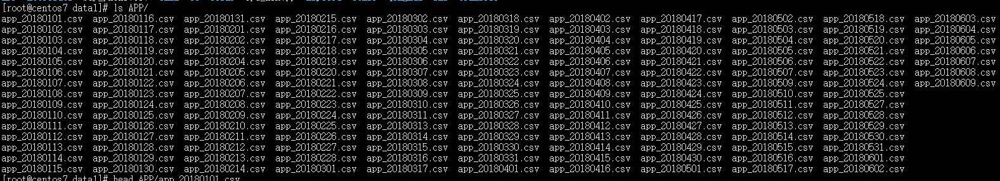 [root@centos7 data1]# ls APP/
app_20180101.csv app_20180116.csv app_20180131.csv app_20180215.csv app_20180302.csv app_20180318.csv app_20180402.csv app_20180417.csv app_20180502.csv app_20180518.csv app_20180603.csv
app_20180102.csv app_20180117.csv app_20180201.csv app_20180216.csv app_20180303.csv app_20180319.csv app_20180403.csv app_20180418.csv app_20180503.csv app_20180519.csv app_20180604.csv
app_20180103.csv app_20180118.csv app_20180202.csv app_20180217.csv app_20180304.csv app_20180320.csv app_20180404.csv app_20180419.csv app_20180504.csv app_20180520.csv app_20180605.csv
app_20180104.csv app_20180119.csv app_20180203.csv app_20180218.csv app_20180305.csv app_20180321.csv app_20180405.csv app_20180420.csv app_20180505.csv app_20180521.csv app_20180606.csv
app_20180105.csv app_20180120.csv app_20180204.csv app_20180219.csv app_20180306.csv app_20180322.csv app_20180406.csv app_20180421.csv app_20180506.csv app_20180522.csv app_20180607.csv
app_20180106.csv app_20180121.csv app_20180205.csv app_20180220.csv app_20180307.csv app_20180323.csv app_20180407.csv app_20180422.csv app_20180507.csv app_20180523.csv app_20180608.csv
app_20180107.csv app_20180122.csv app_20180206.csv app_20180221.csv app_20180308.csv app_20180324.csv app_20180408.csv app_20180423.csv app_20180509.csv app_20180524.csv app_20180609.csv
app_20180108.csv app_20180123.csv app_20180207.csv app_20180222.csv app_20180309.csv app_20180325.csv app_20180409.csv app_20180424.csv app_20180510.csv app_20180525.csv
app_20180109.csv app_20180124.csv app_20180208.csv app_20180223.csv app_20180310.csv app_20180326.csv app_20180410.csv app_20180425.csv app_20180511.csv app_20180527.csv
app_20180110.csv app_20180125.csv app_20180209.csv app_20180224.csv app_20180311.csv app_20180327.csv app_20180411.csv app_20180426.csv app_20180512.csv app_20180528.csv
app_20180111.csv app_20180126.csv app_20180210.csv app_20180225.csv app_20180313.csv app_20180328.csv app_20180412.csv app_20180427.csv app_20180513.csv app_20180529.csv
app_20180112.csv app_20180127.csv app_20180211.csv app_20180226.csv app_20180314.csv app_20180329.csv app_20180413.csv app_20180428.csv app_20180514.csv app_20180530.csv
app_20180113.csv app_20180128.csv app_20180212.csv app_20180227.csv app_20180315.csv app_20180330.csv app_20180414.csv app_20180429.csv app_20180515.csv app_20180531.csv
app_20180114.csv app_20180129.csv app_20180213.csv app_20180228.csv app_20180316.csv app_20180331.csv app_20180415.csv app_20180430.csv app_20180516.csv app_20180601.csv
app_20180115.csv app_20180130.csv app_20180214.csv app_20180301.csv app_20180317.csv app_20180401.csv app_20180416.csv app_20180501.csv app_20180517.csv app_20180602.csv
[root@centos7 data1]# head APP/app_20180101.csv